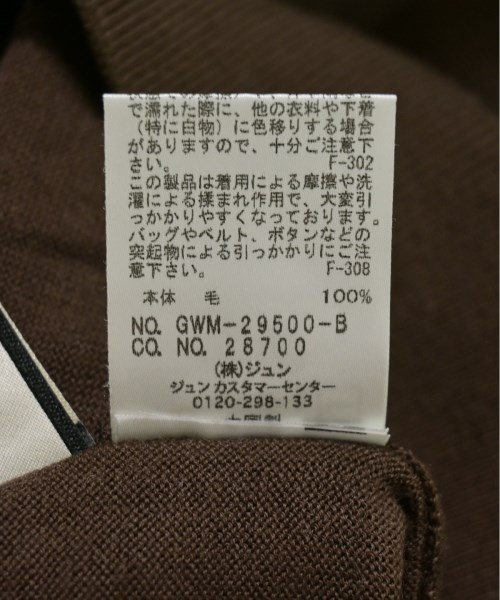 で濡れた際に、他の衣料や下着
（特に白物）に色移りする場合
がありますので、十分ご注意下
さい。 F-302
この製品は着用による摩擦や洗
濯による揉まれ作用で、大変引
っかかりやすくなっております。
バッグやベルト、ボタンなどの
突起物による引っかかりにご注
意下さい。 F-308
本体 毛 100%
NO. GWM-29500-B
CO. NO. 28700
(株)ジュン
ジュン カスタマーセンター
0120-298-133